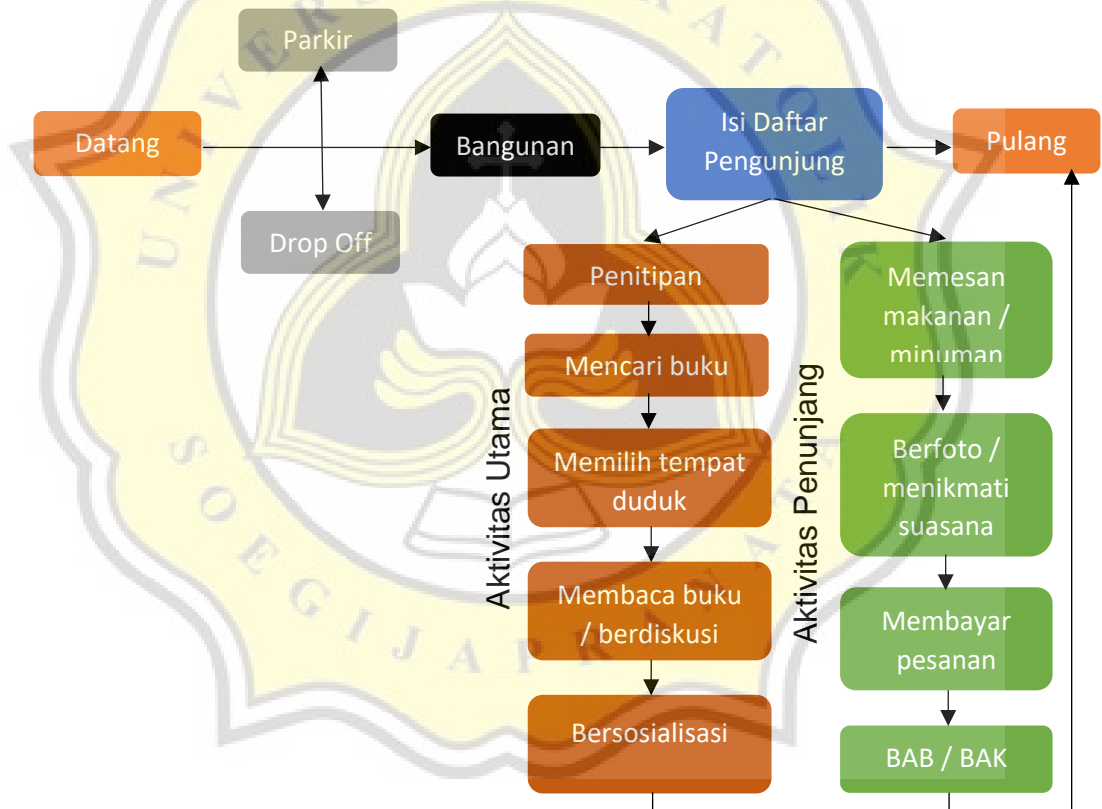 Parkir
Datang
Bangunan
Isi Daftar
Pengunjung
Pulang
Drop Off
Aktivitas Utama
Penitipan
Mencari buku
Memilih tempat
duduk
Membaca buku
/ berdiskusi
Bersosialisasi
Aktivitas Penunjang
Memesan
makanan /
minuman
Berfoto /
menikmati
suasana
Membayar
pesanan
BAB / BAK
SOEGIJAPRANATA